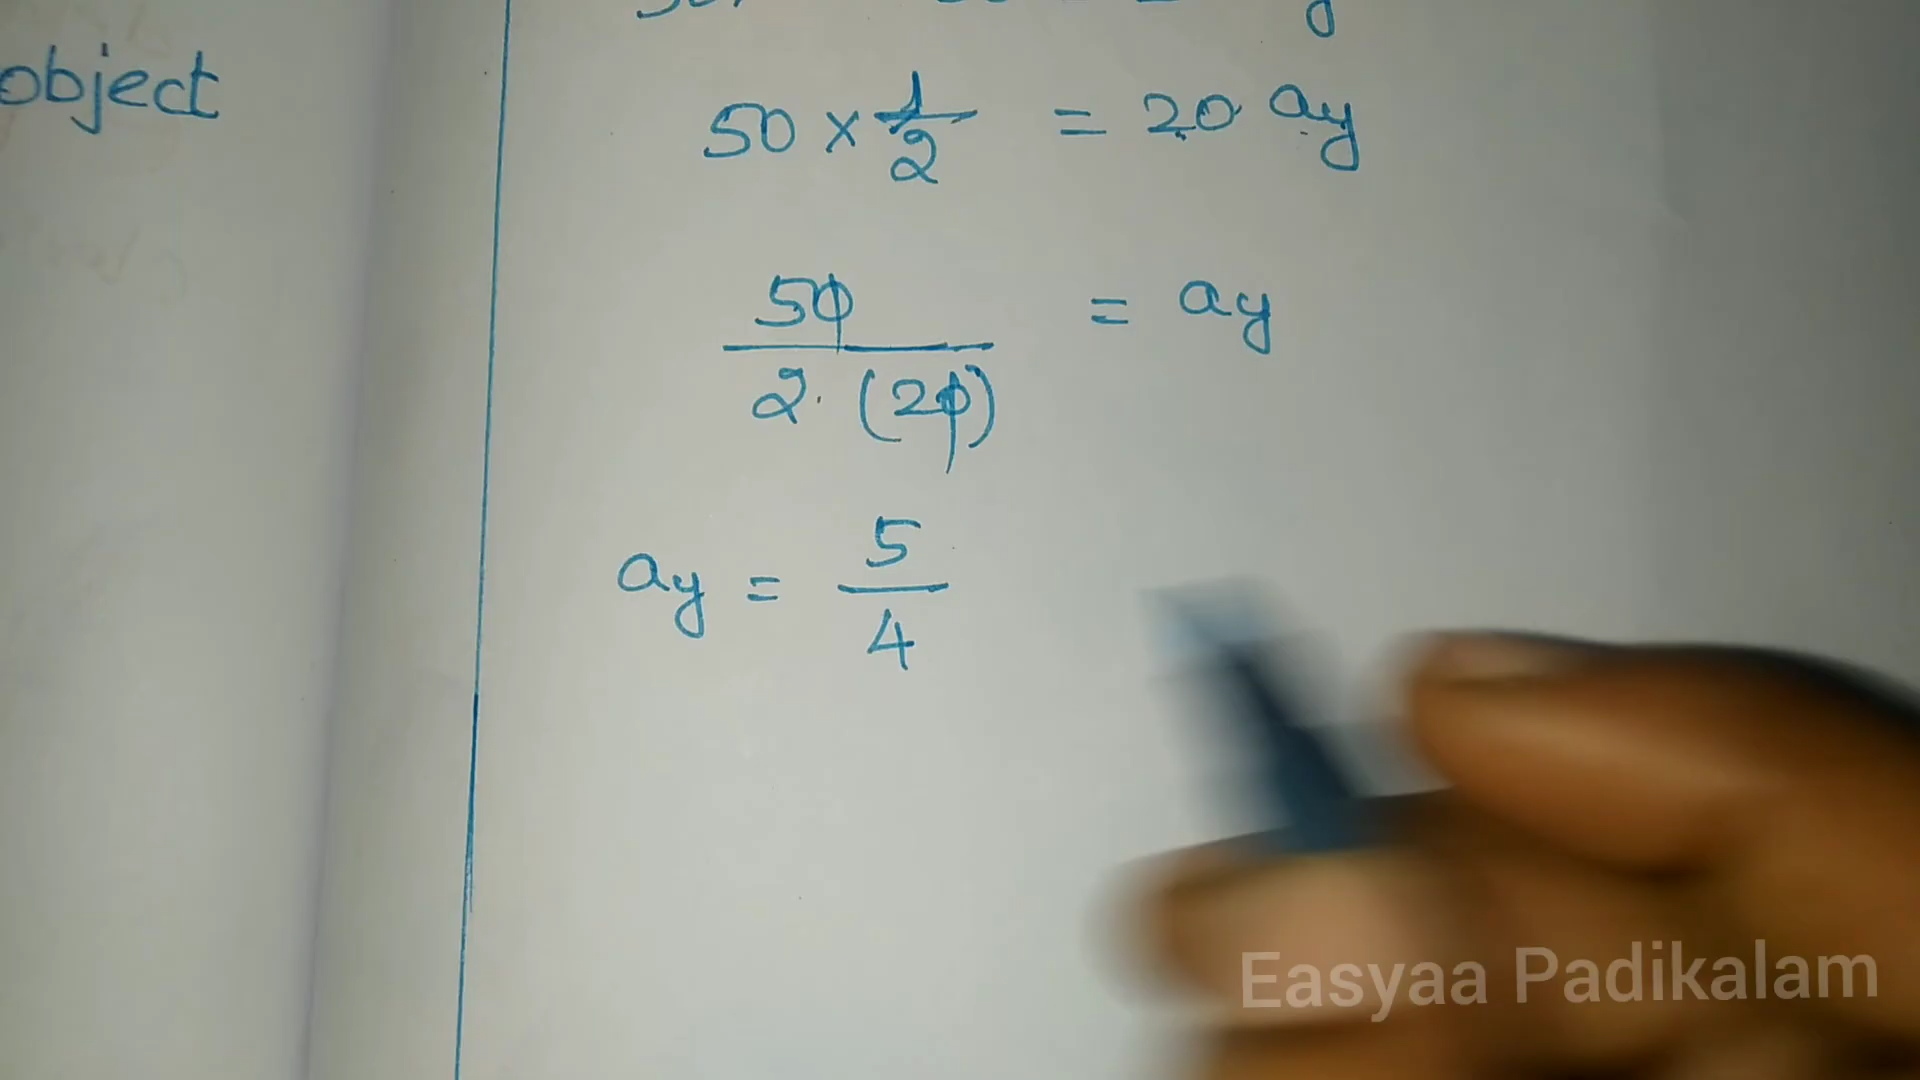 object
50 × 1/2 = 20 ay
50/2·(20) = ay
ay = 5/4
Easyaa Padikalam